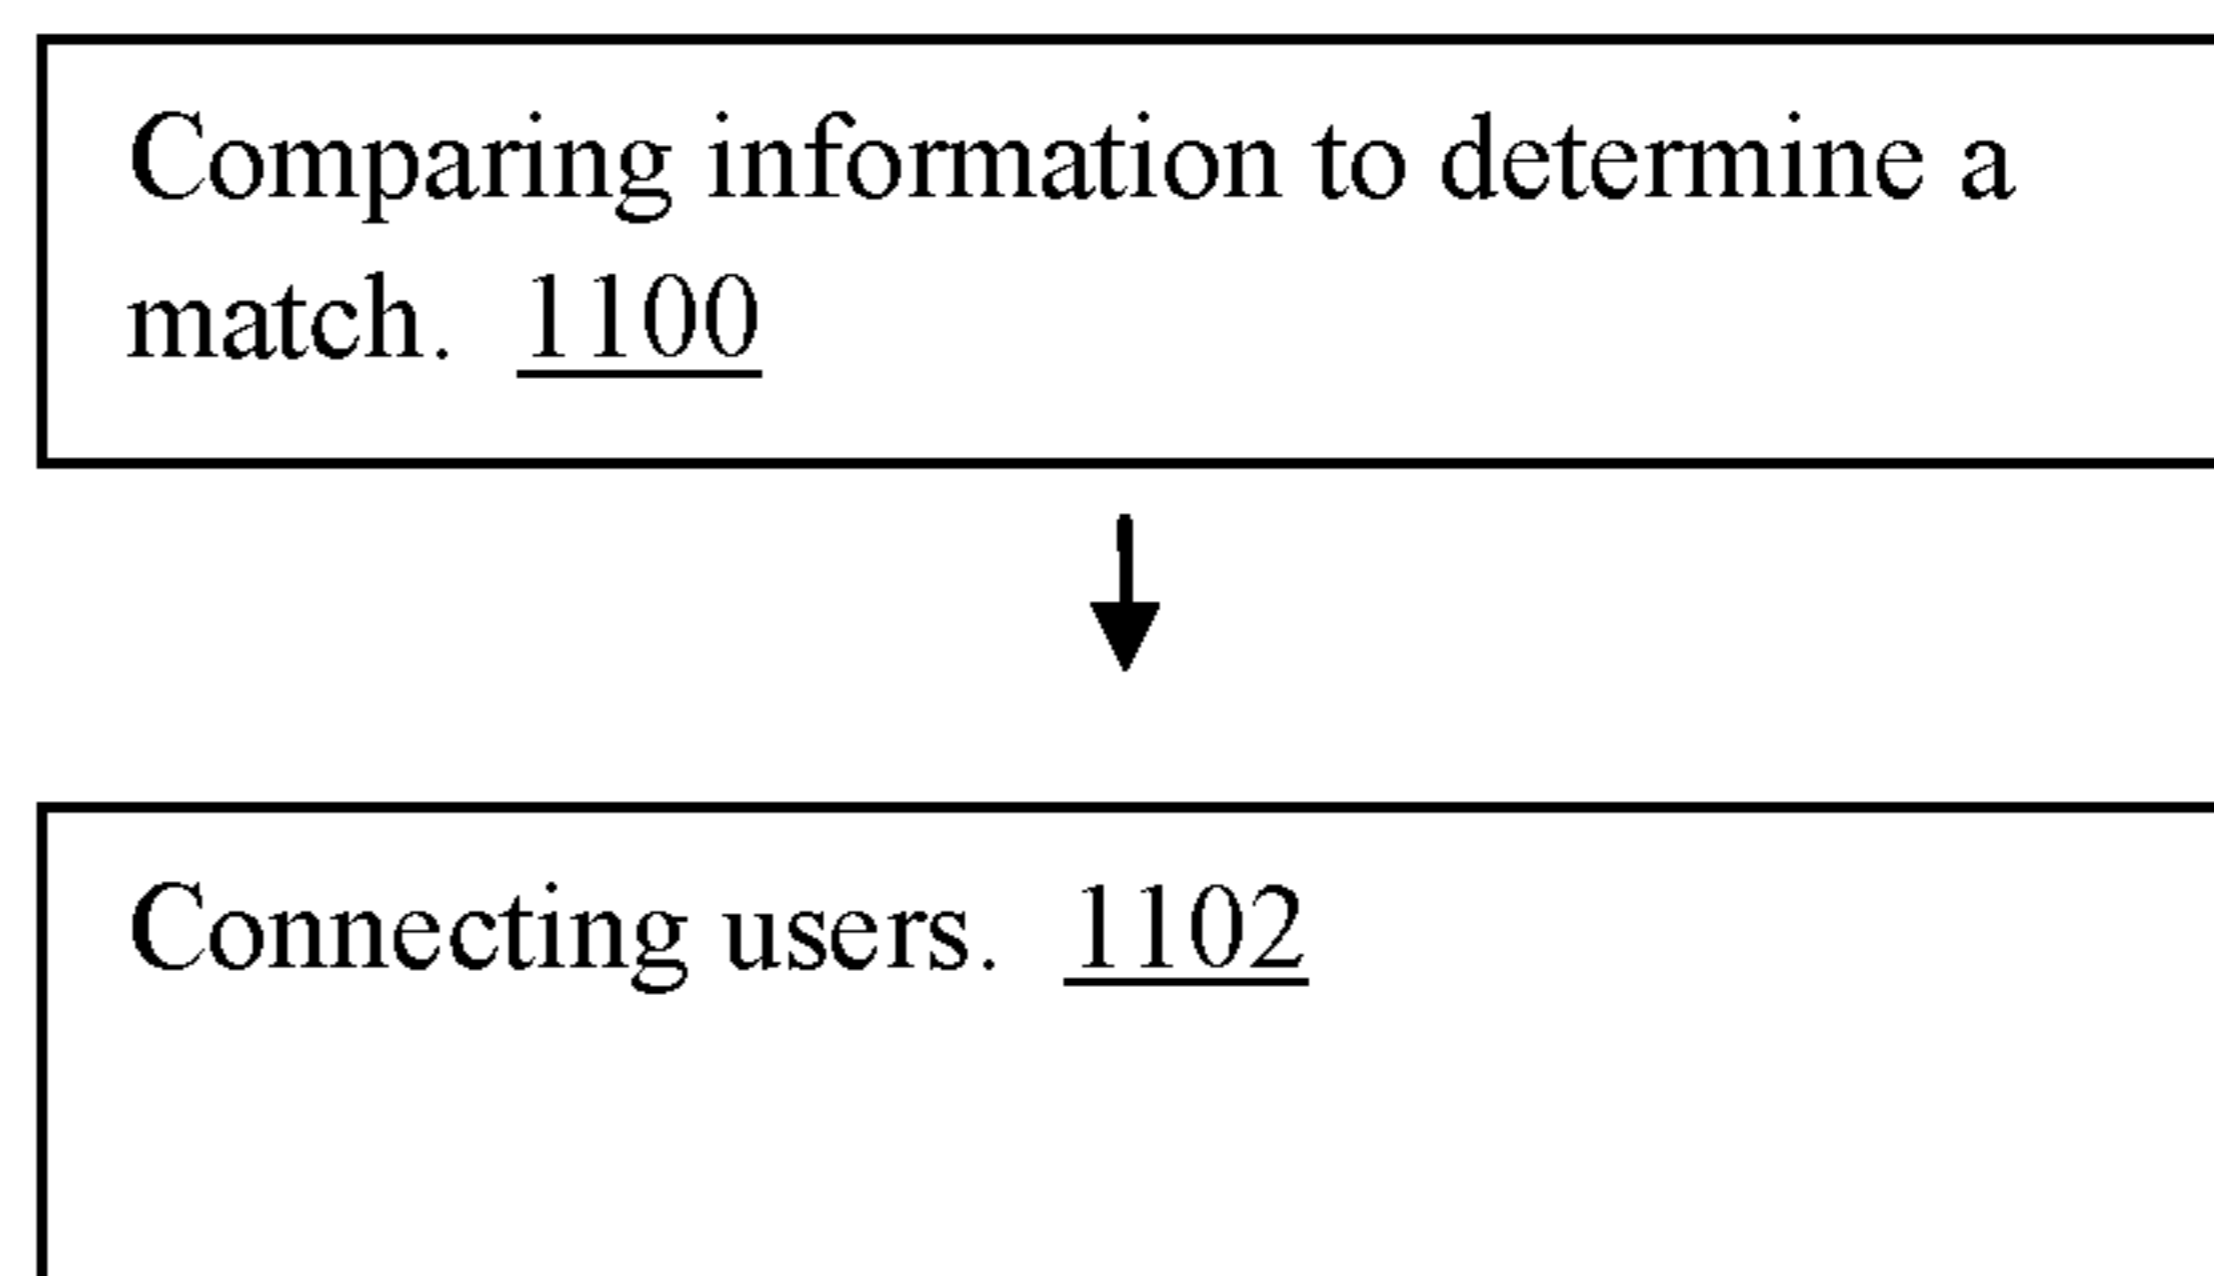 Comparing information to determine a
match. 1100
Connecting users. 1102